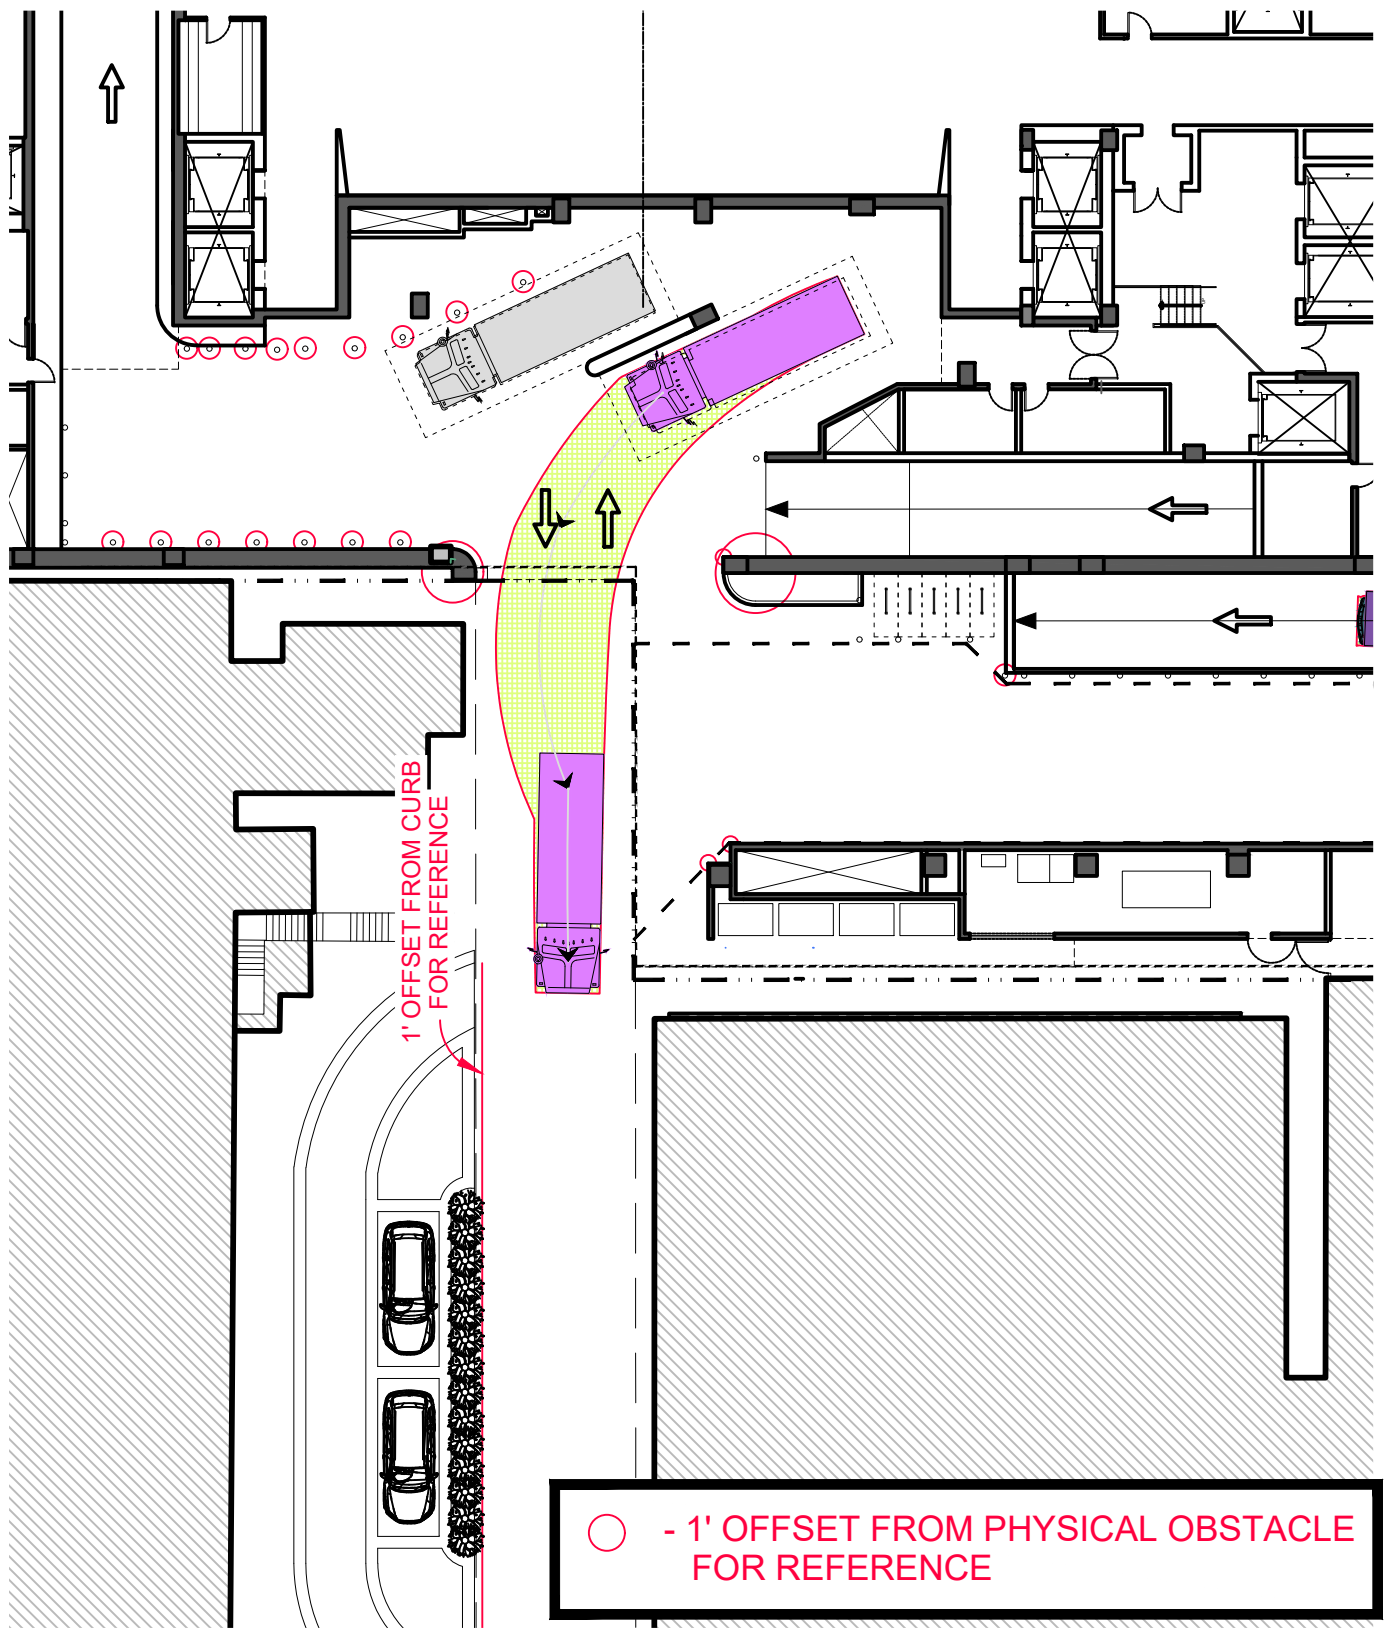 1' OFFSET FROM CURB
FOR REFERENCE
- 1' OFFSET FROM PHYSICAL OBSTACLE
FOR REFERENCE